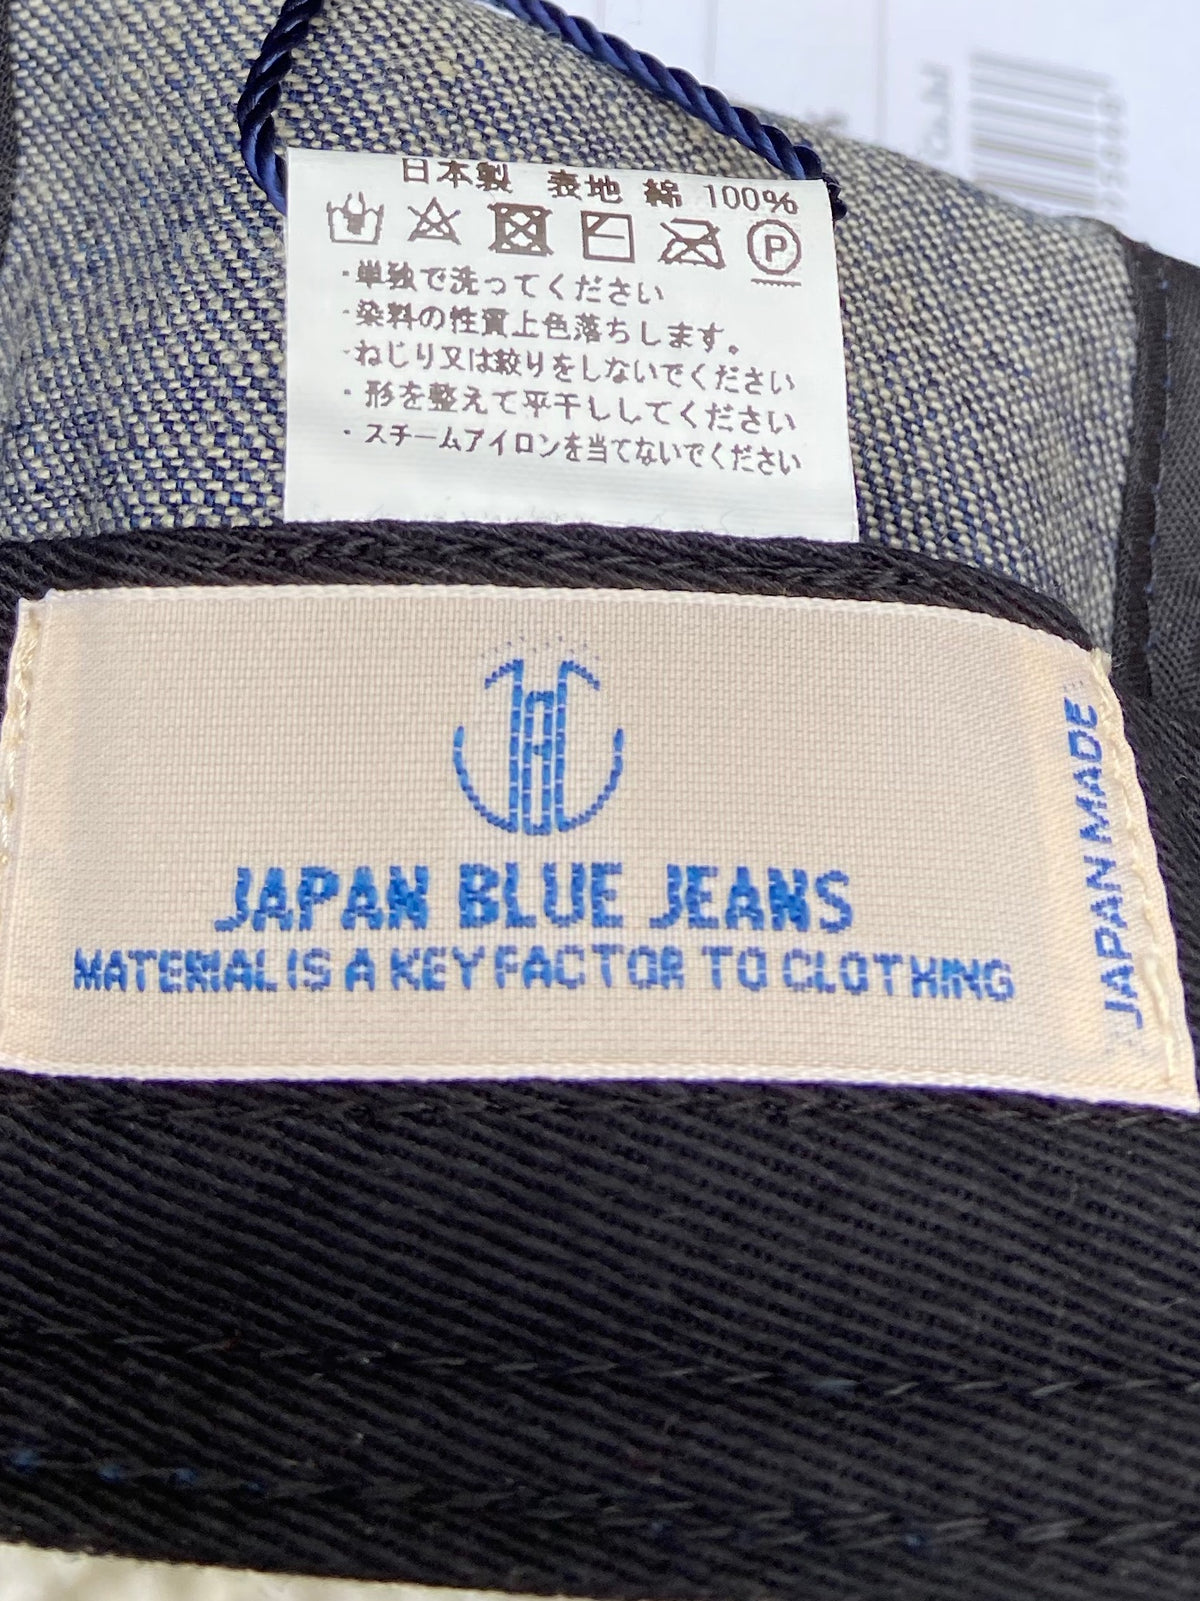 日本製 表地 綿 100%
P
・単独で洗ってください
・染料の性質上色落ちします。
・ねじり又は絞りをしないでください
・形を整えて平干ししてください
・スチームアイロンを当てないでください
JAPAN BLUE JEANS
MATERIAL IS A KEY FACTOR TO CLOTHING
JAPAN MADE